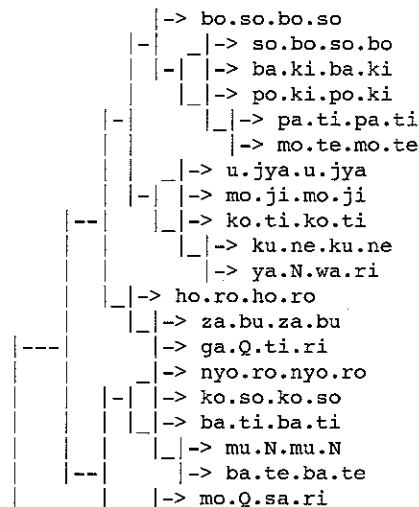 bo.so.bo.so
so.bo.so.bo
ba.ki.ba.ki
po.ki.po.ki
pa.ti.pa.ti
mo.te.mo.te
u.jya.u.jya
mo.ji.mo.ji
ko.ti.ko.ti
ku.ne.ku.ne
ya.N.wa.ri
ho.ro.ho.ro
za.bu.za.bu
ga.Q.ti.ri
nyo.ro.nyo.ro
ko.so.ko.so
ba.ti.ba.ti
mu.N.mu.N
ba.te.ba.te
mo.Q.sa.ri